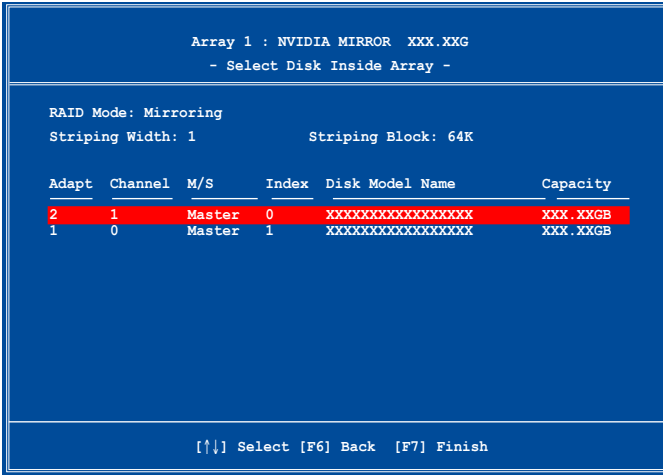 Array 1 : NVIDIA MIRROR XXX.XXG
- Select Disk Inside Array -
RAID Mode: Mirroring
Striping Width: 1 Striping Block: 64K
Adapt Channel M/S Index Disk Model Name Capacity
2 1 Master 0 XXXXXXXXXXXXXXXXX XXX.XXGB
1 0 Master 1 XXXXXXXXXXXXXXXXX XXX.XXGB
[↑↓] Select [F6] Back [F7] Finish